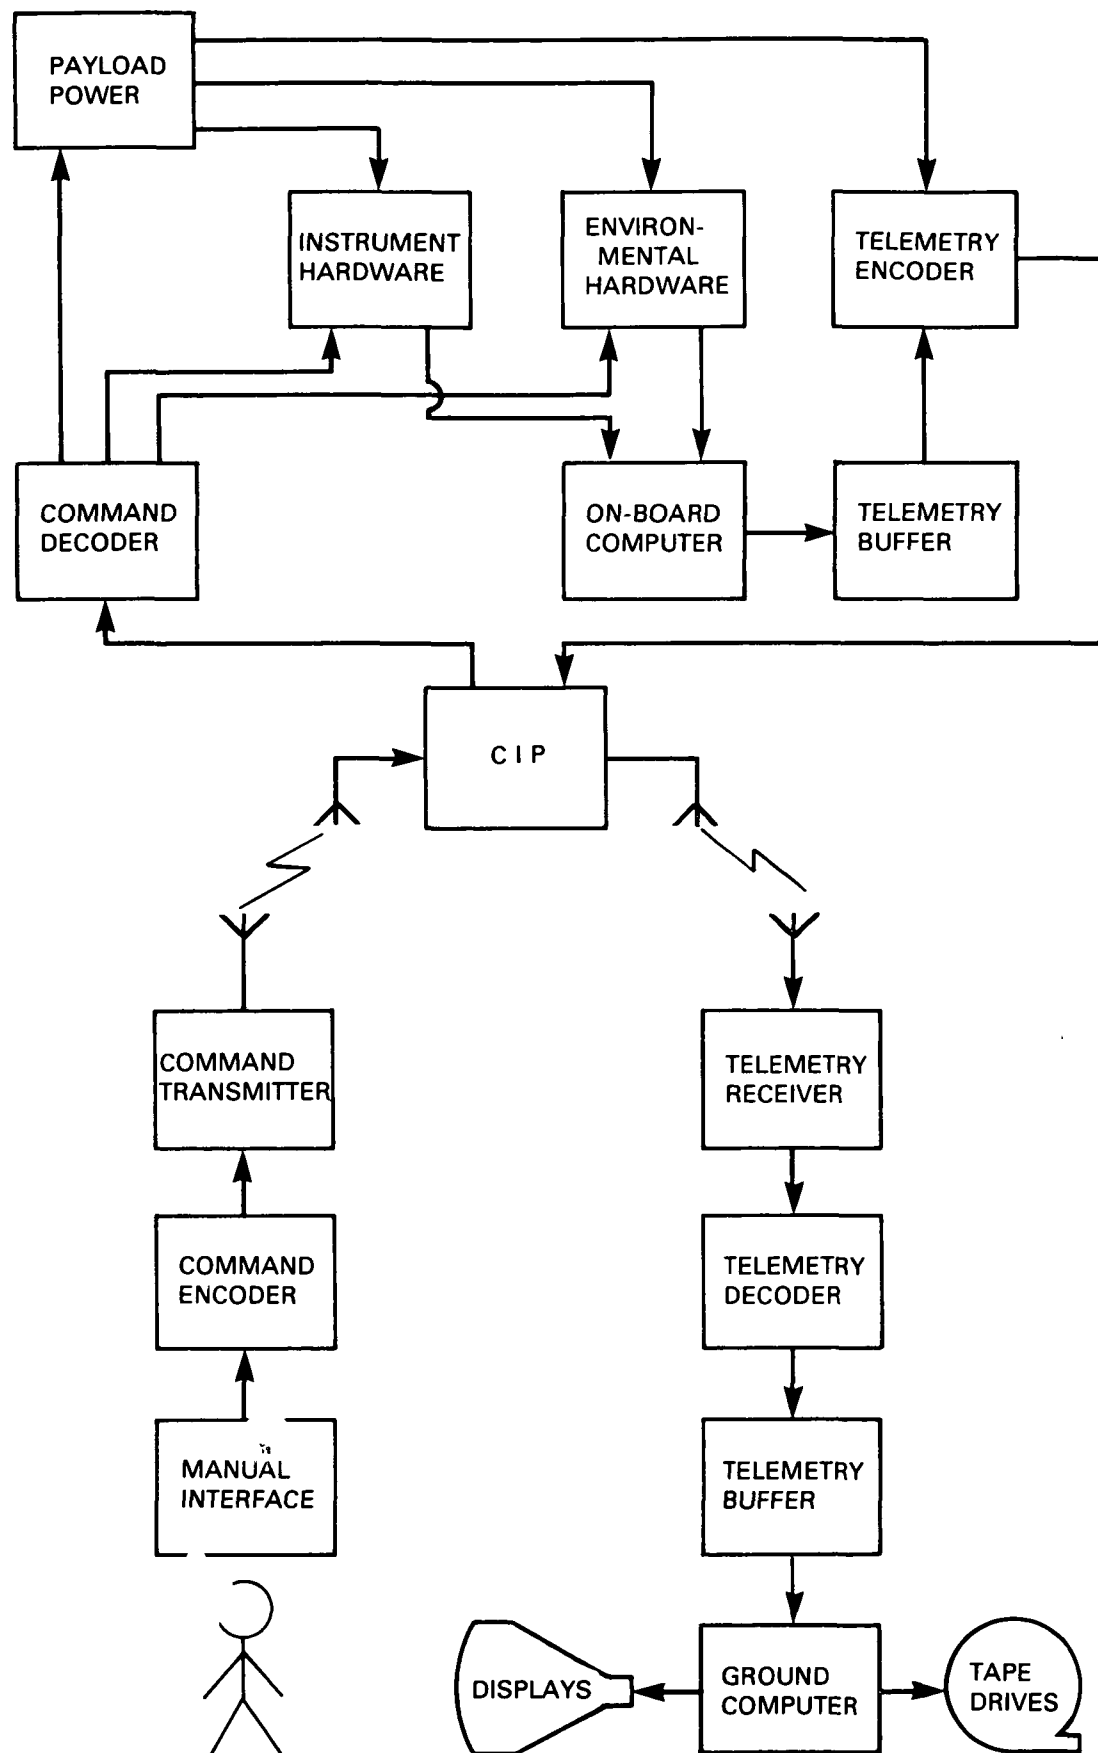 PAYLOAD
POWER
INSTRUMENT
HARDWARE
ENVIRON-
MENTAL
HARDWARE
TELEMETRY
ENCODER
COMMAND
DECODER
ON-BOARD
COMPUTER
TELEMETRY
BUFFER
CIP
COMMAND
TRANSMITTER
TELEMETRY
RECEIVER
COMMAND
ENCODER
TELEMETRY
DECODER
MANUAL
INTERFACE
TELEMETRY
BUFFER
DISPLAYS
GROUND
COMPUTER
TAPE
DRIVES